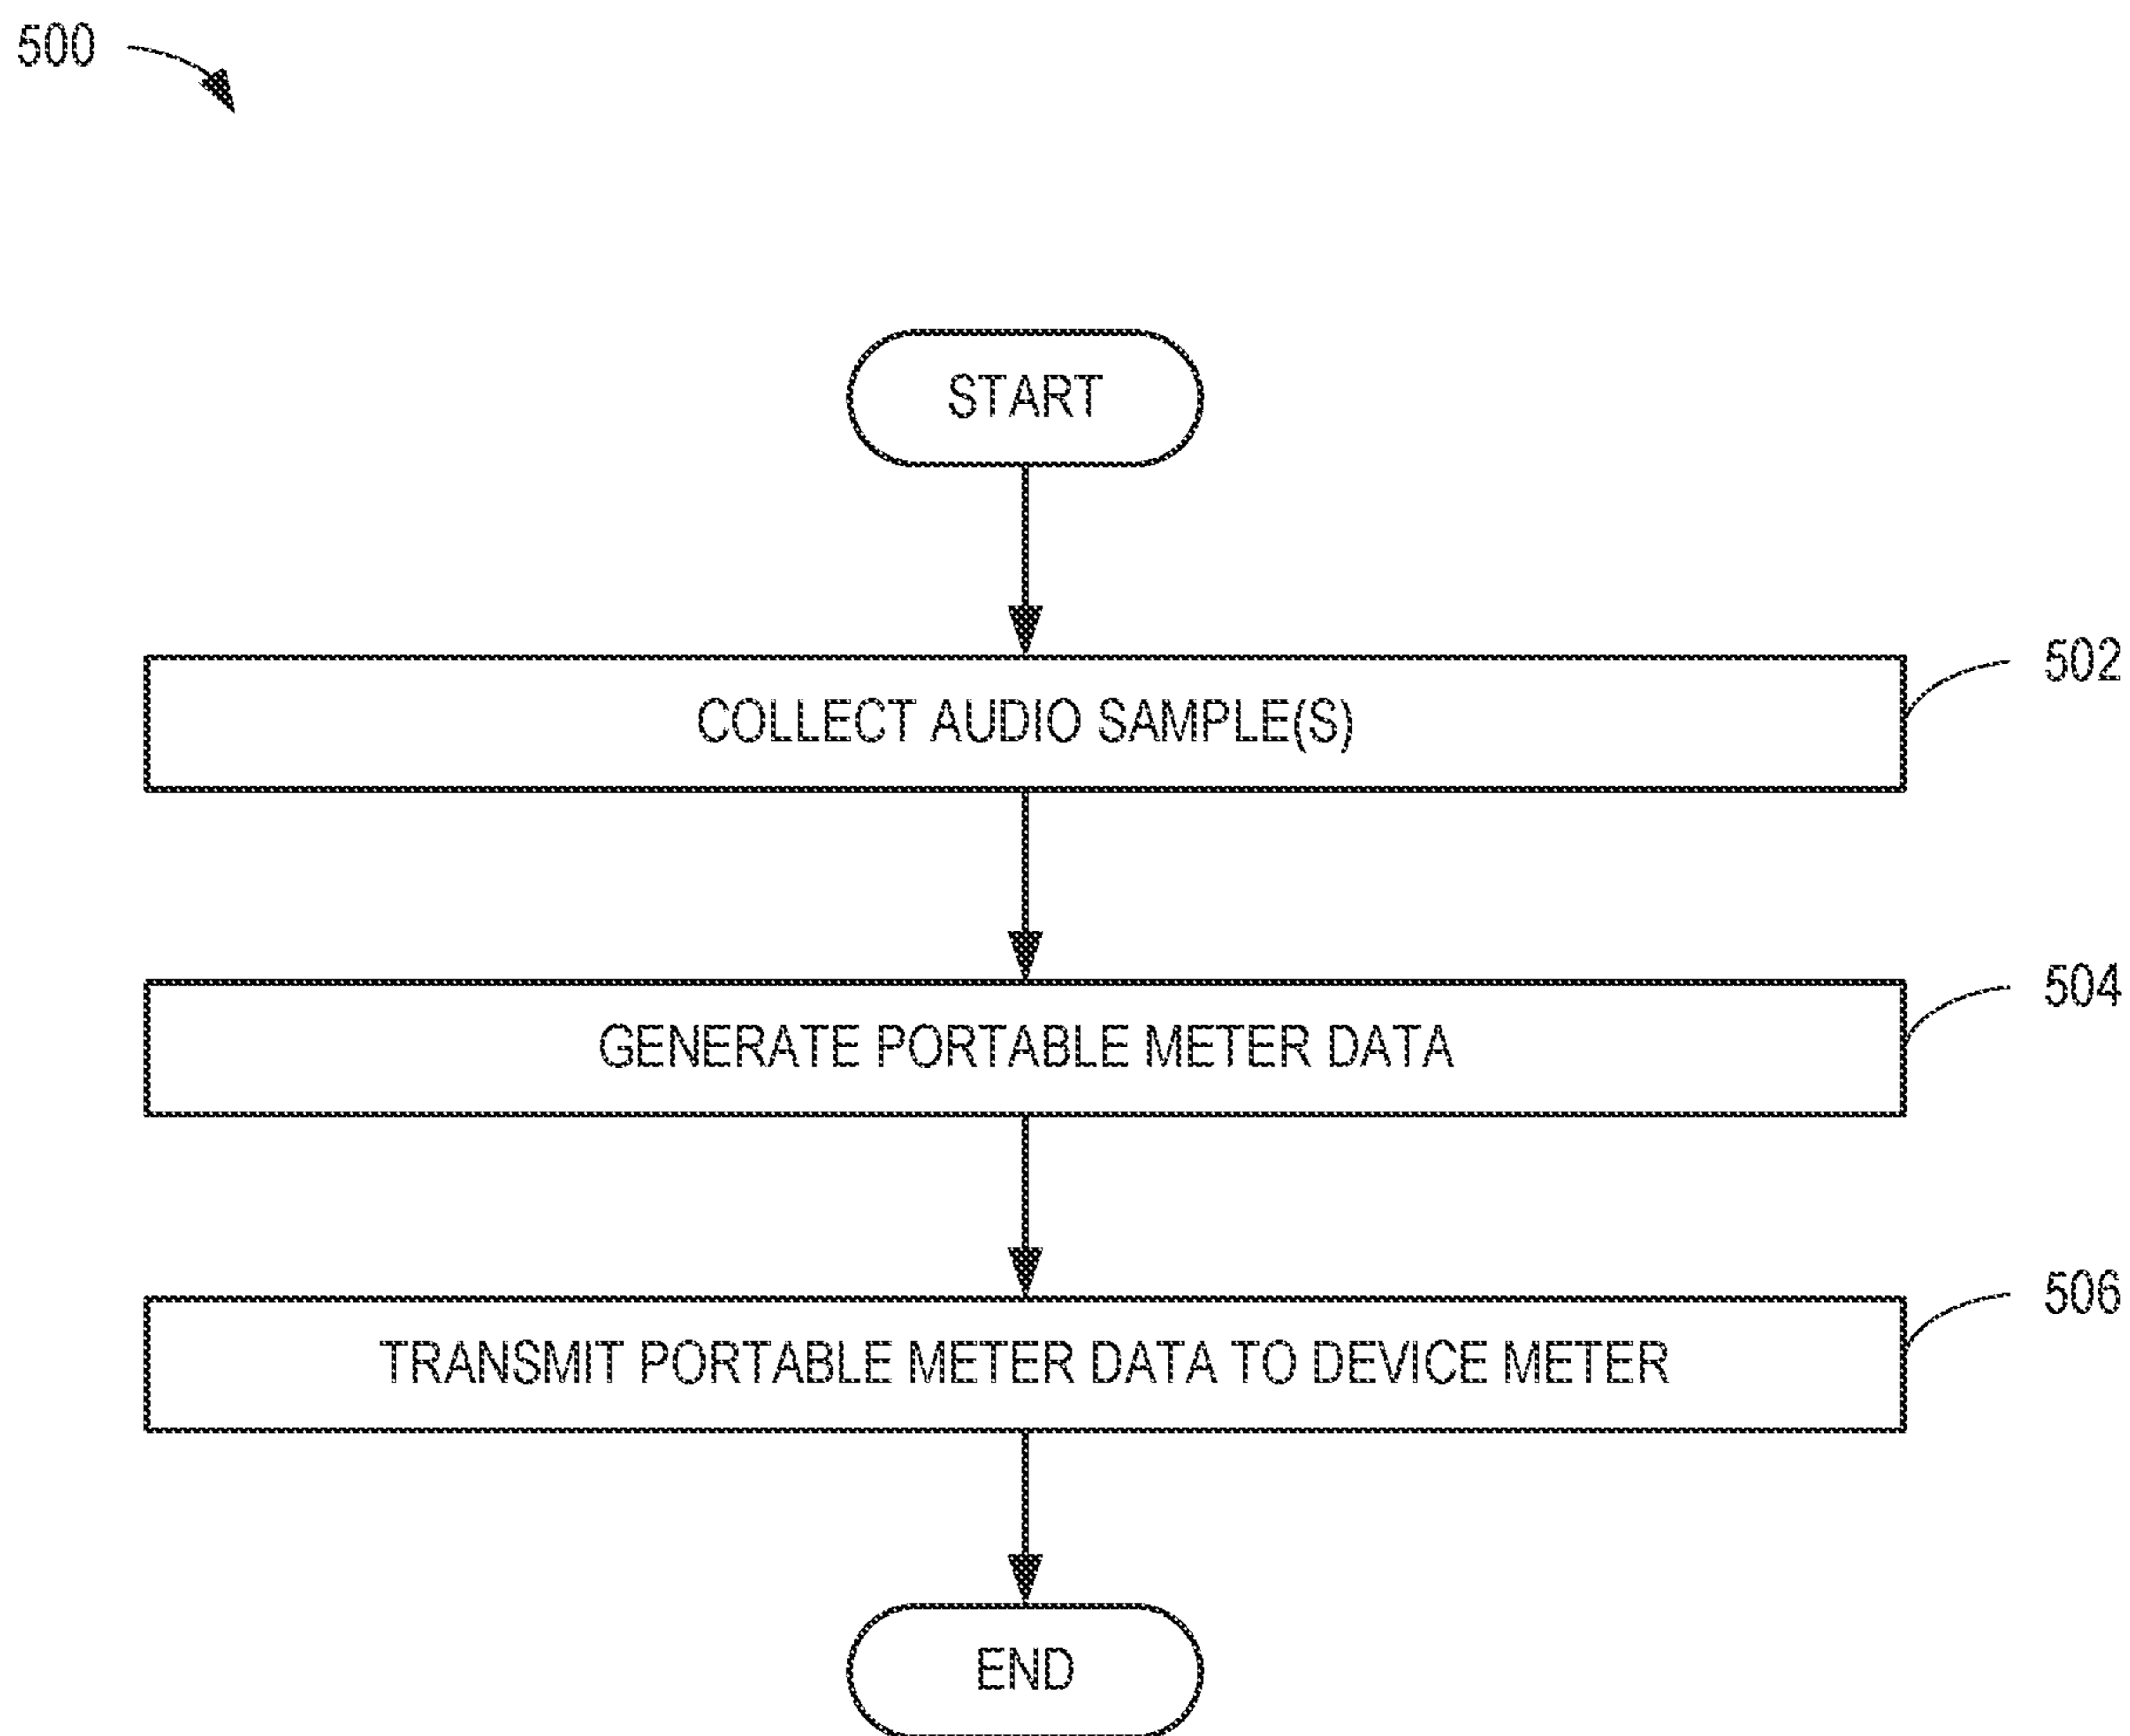 500
START
COLLECT AUDIO SAMPLE(S)
502
GENERATE PORTABLE METER DATA
504
TRANSMIT PORTABLE METER DATA TO DEVICE METER
506
END